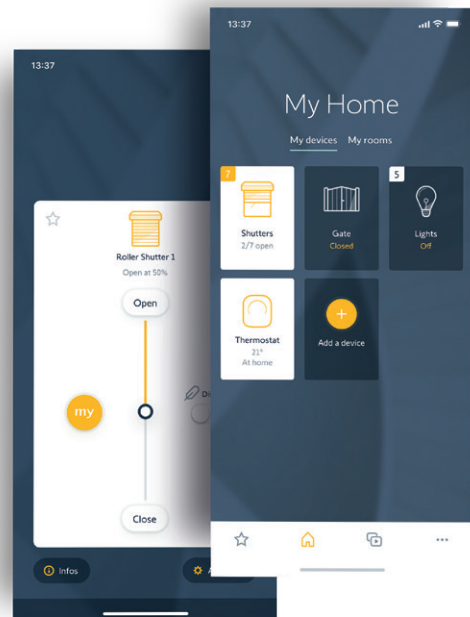 13:37
Roller Shutter 1
Open at 50%
Open
my
Close
Infos
13:37
My Home
My devices My rooms
7
Shutters
2/7 open
Gate
Closed
5
Lights
Off
Thermostat
21°
At home
Add a device